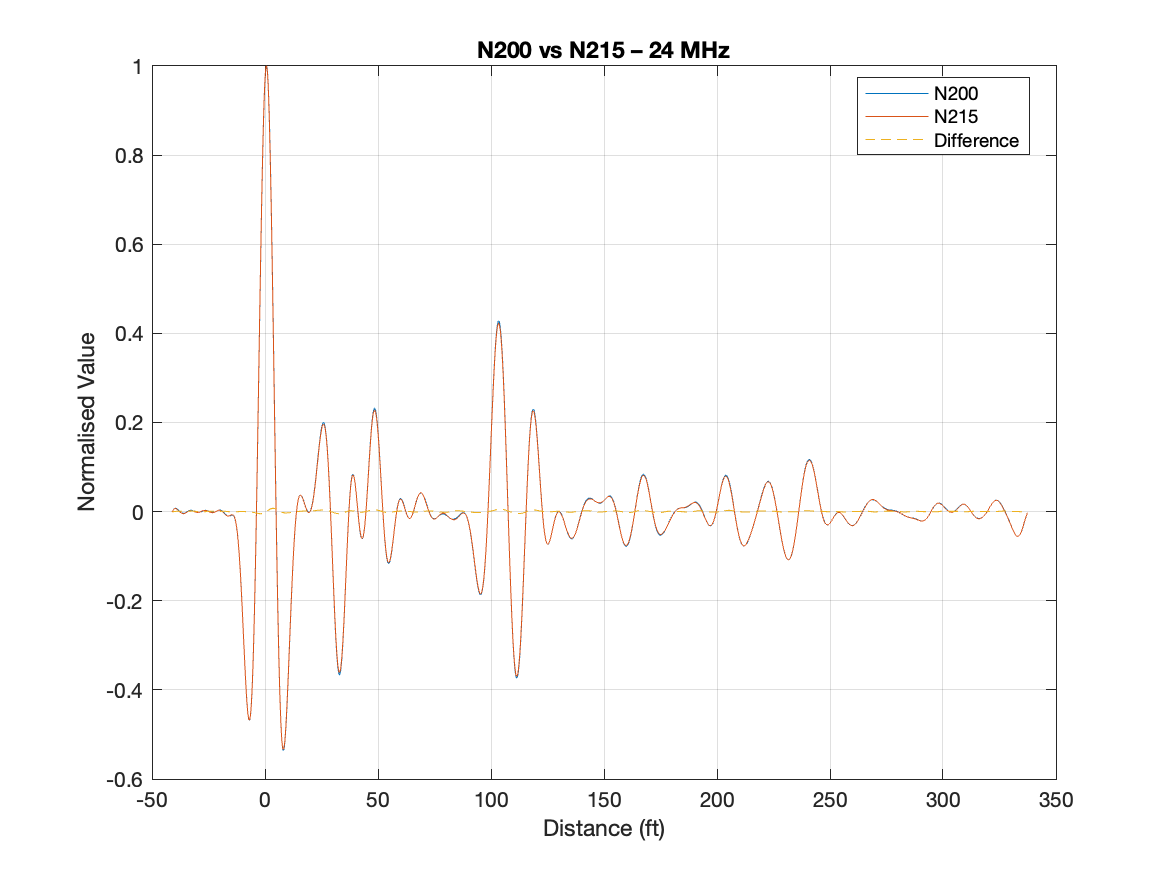 N200 vs N215 – 24 MHz
N200
N215
Difference
1
0.8
0.6
0.4
0.2
0
-0.2
-0.4
-0.6
Normalised Value
-50 0 50 100 150 200 250 300 350
Distance (ft)